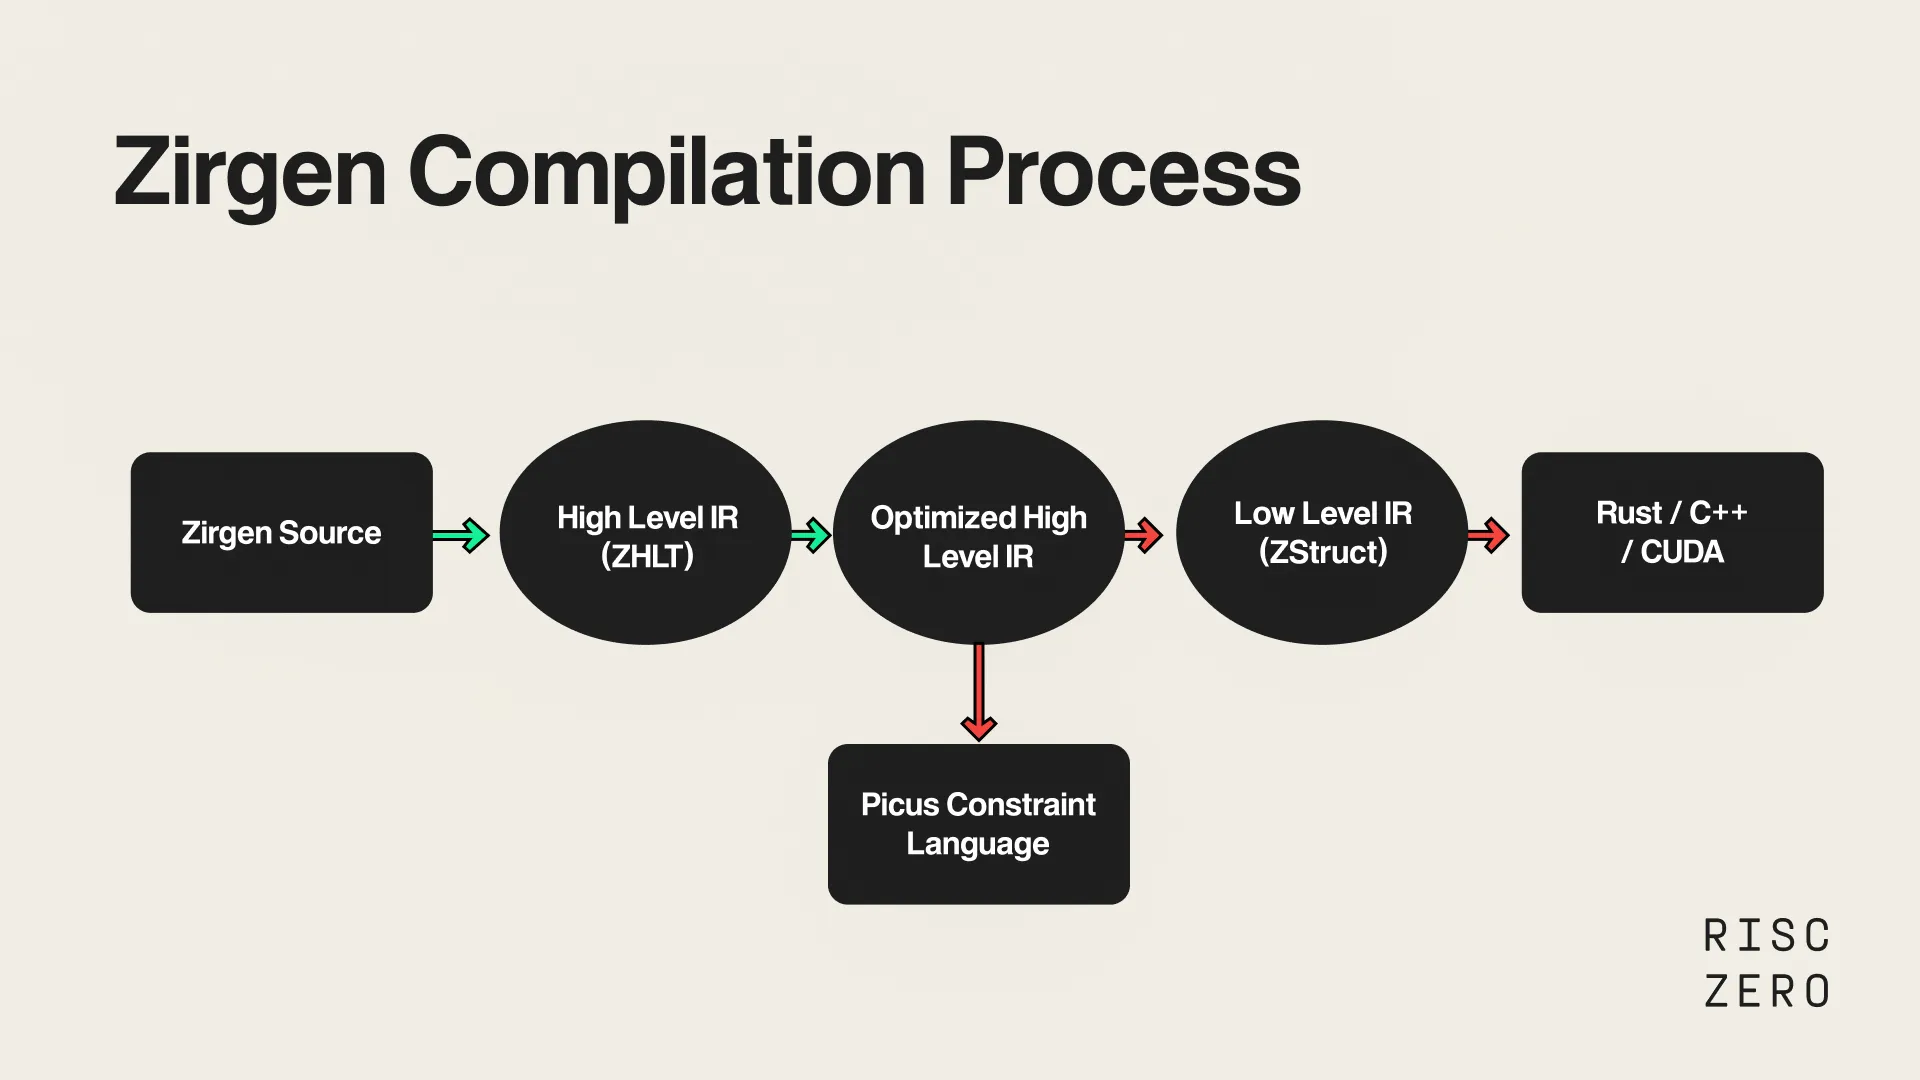 Zirgen Compilation Process
Zirgen Source
High Level IR
(ZHLT)
Optimized High
Level IR
Low Level IR
(ZStruct)
Rust / C++
/ CUDA
Picus Constraint
Language
RISC
ZERO